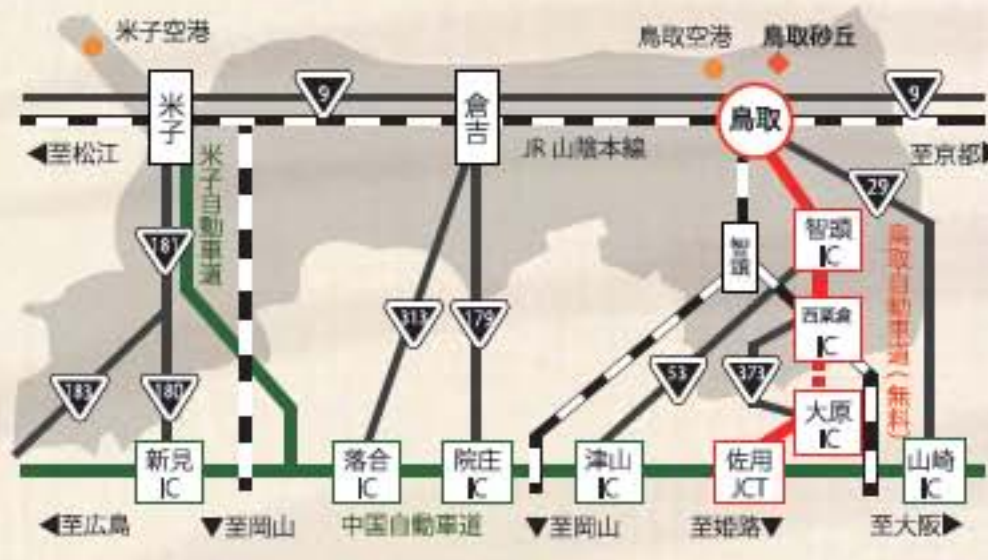 米子空港
鳥取空港
鳥取砂丘
米子
9
倉吉
鳥取
9
◀至松江
JR 山陰本線
至京都▶
米子自動車道
29
181
智頭
智頭
IC
鳥取自動車道(無料)
西粟倉
IC
313
179
53
373
183
180
大原
IC
新見
IC
落合
IC
院庄
IC
津山
IC
佐用
JCT
山崎
IC
◀至広島
▼至岡山
中国自動車道
▼至岡山
至姫路▼
至大阪▶